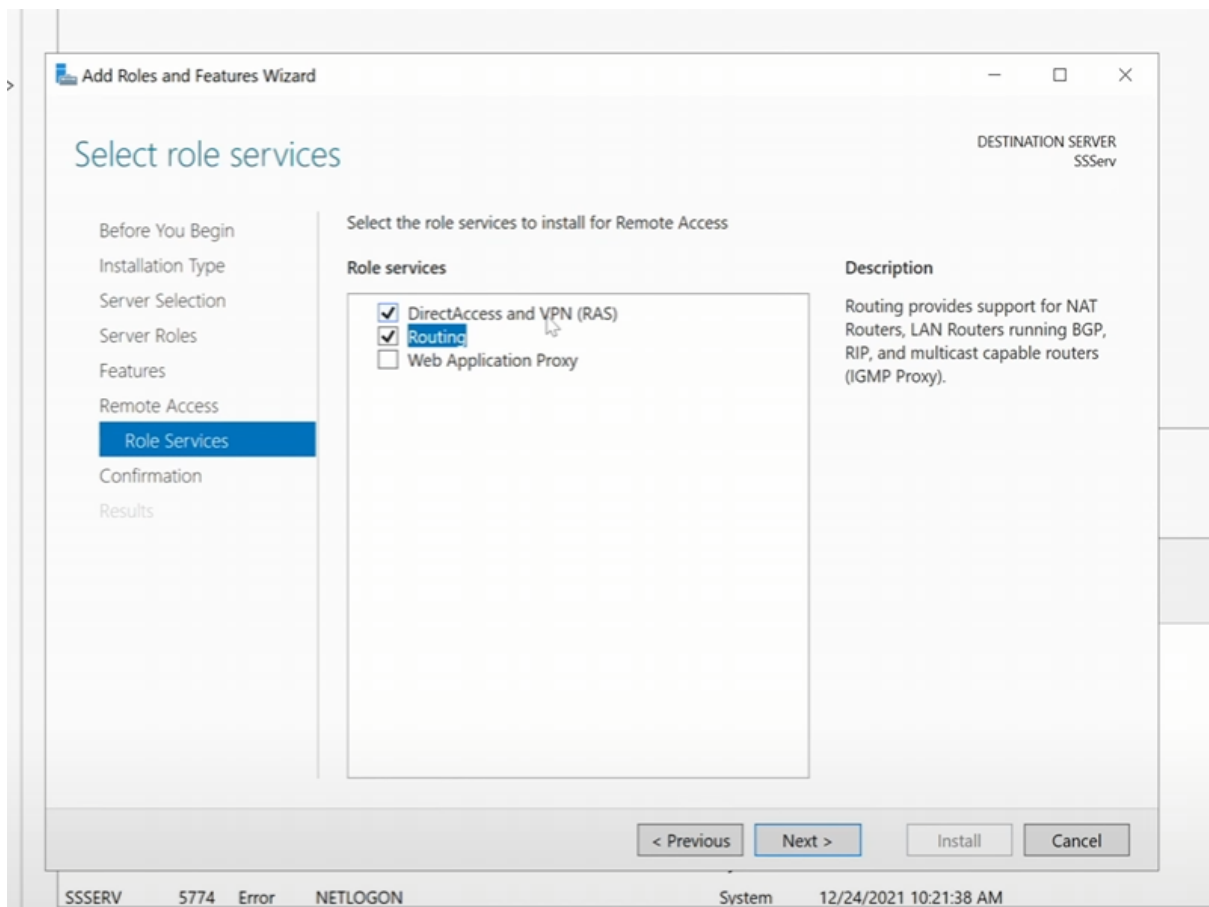 Add Roles and Features Wizard
Select role services
DESTINATION SERVER
SSServ
Before You Begin
Installation Type
Server Selection
Server Roles
Features
Remote Access
Role Services
Confirmation
Results
Select the role services to install for Remote Access
Role services
DirectAccess and VPN (RAS)
Routing
Web Application Proxy
Description
Routing provides support for NAT
Routers, LAN Routers running BGP,
RIP, and multicast capable routers
(IGMP Proxy).
< Previous
Next >
Install
Cancel
SSSERV 5774 Error NETLOGON System 12/24/2021 10:21:38 AM